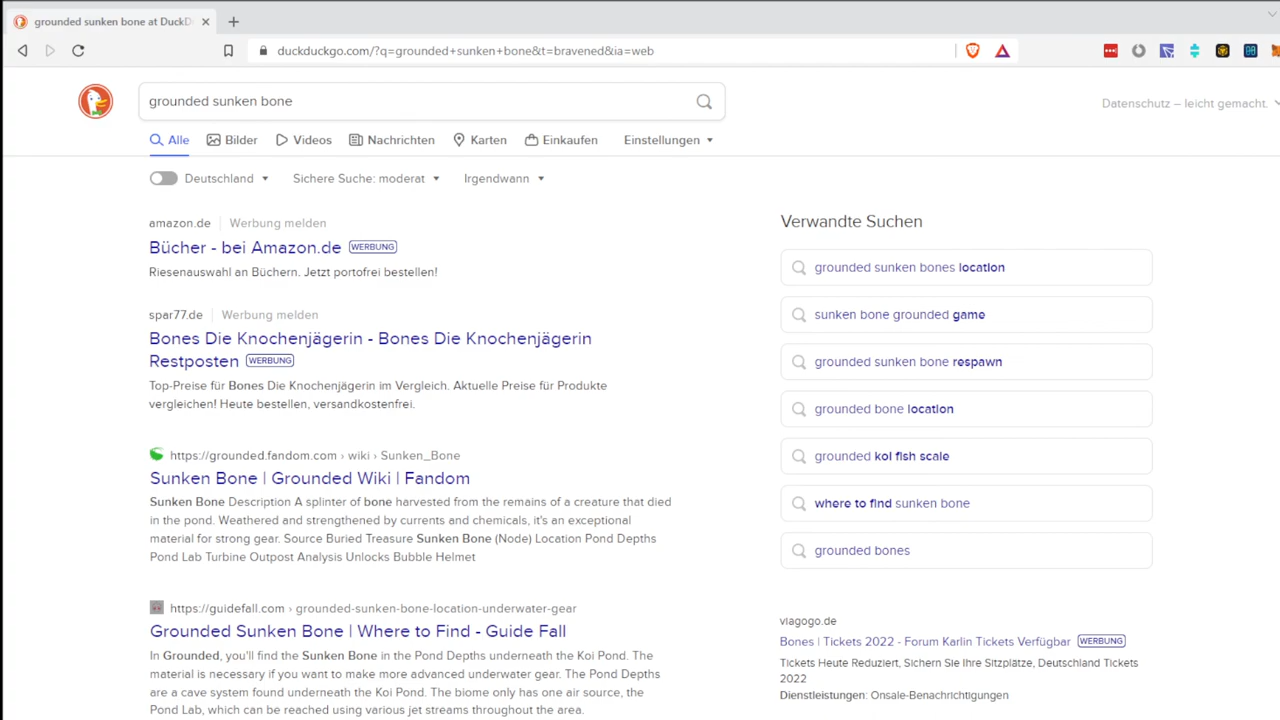 grounded sunken bone at DuckD
duckduckgo.com/?q=grounded+sunken+bone&t=bravened&ia=web
grounded sunken bone
Datenschutz – leicht gemacht.
Alle Bilder Videos Nachrichten Karten Einkaufen Einstellungen
Deutschland Sichere Suche: moderat Irgendwann
amazon.de Werbung melden
Bücher - bei Amazon.de WERBUNG
Riesenauswahl an Büchern. Jetzt portofrei bestellen!
spar77.de Werbung melden
Bones Die Knochenjägerin - Bones Die Knochenjägerin
Restposten WERBUNG
Top-Preise für Bones Die Knochenjägerin im Vergleich. Aktuelle Preise für Produkte
vergleichen! Heute bestellen, versandkostenfrei.
https://grounded.fandom.com › wiki › Sunken_Bone
Sunken Bone | Grounded Wiki | Fandom
Sunken Bone Description A splinter of bone harvested from the remains of a creature that died
in the pond. Weathered and strengthened by currents and chemicals, it's an exceptional
material for strong gear. Source Buried Treasure Sunken Bone (Node) Location Pond Depths
Pond Lab Turbine Outpost Analysis Unlocks Bubble Helmet
https://guidefall.com › grounded-sunken-bone-location-underwater-gear
Grounded Sunken Bone | Where to Find - Guide Fall
In Grounded, you'll find the Sunken Bone in the Pond Depths underneath the Koi Pond. The
material is necessary if you want to make more advanced underwater gear. The Pond Depths
are a cave system found underneath the Koi Pond. The biome only has one air source, the
Pond Lab, which can be reached using various jet streams throughout the area.
Verwandte Suchen
grounded sunken bones location
sunken bone grounded game
grounded sunken bone respawn
grounded bone location
grounded koi fish scale
where to find sunken bone
grounded bones
viagogo.de
Bones | Tickets 2022 - Forum Karlin Tickets Verfügbar WERBUNG
Tickets Heute Reduziert, Sichern Sie Ihre Sitzplätze, Deutschland Tickets
2022
Dienstleistungen: Onsale-Benachrichtigungen